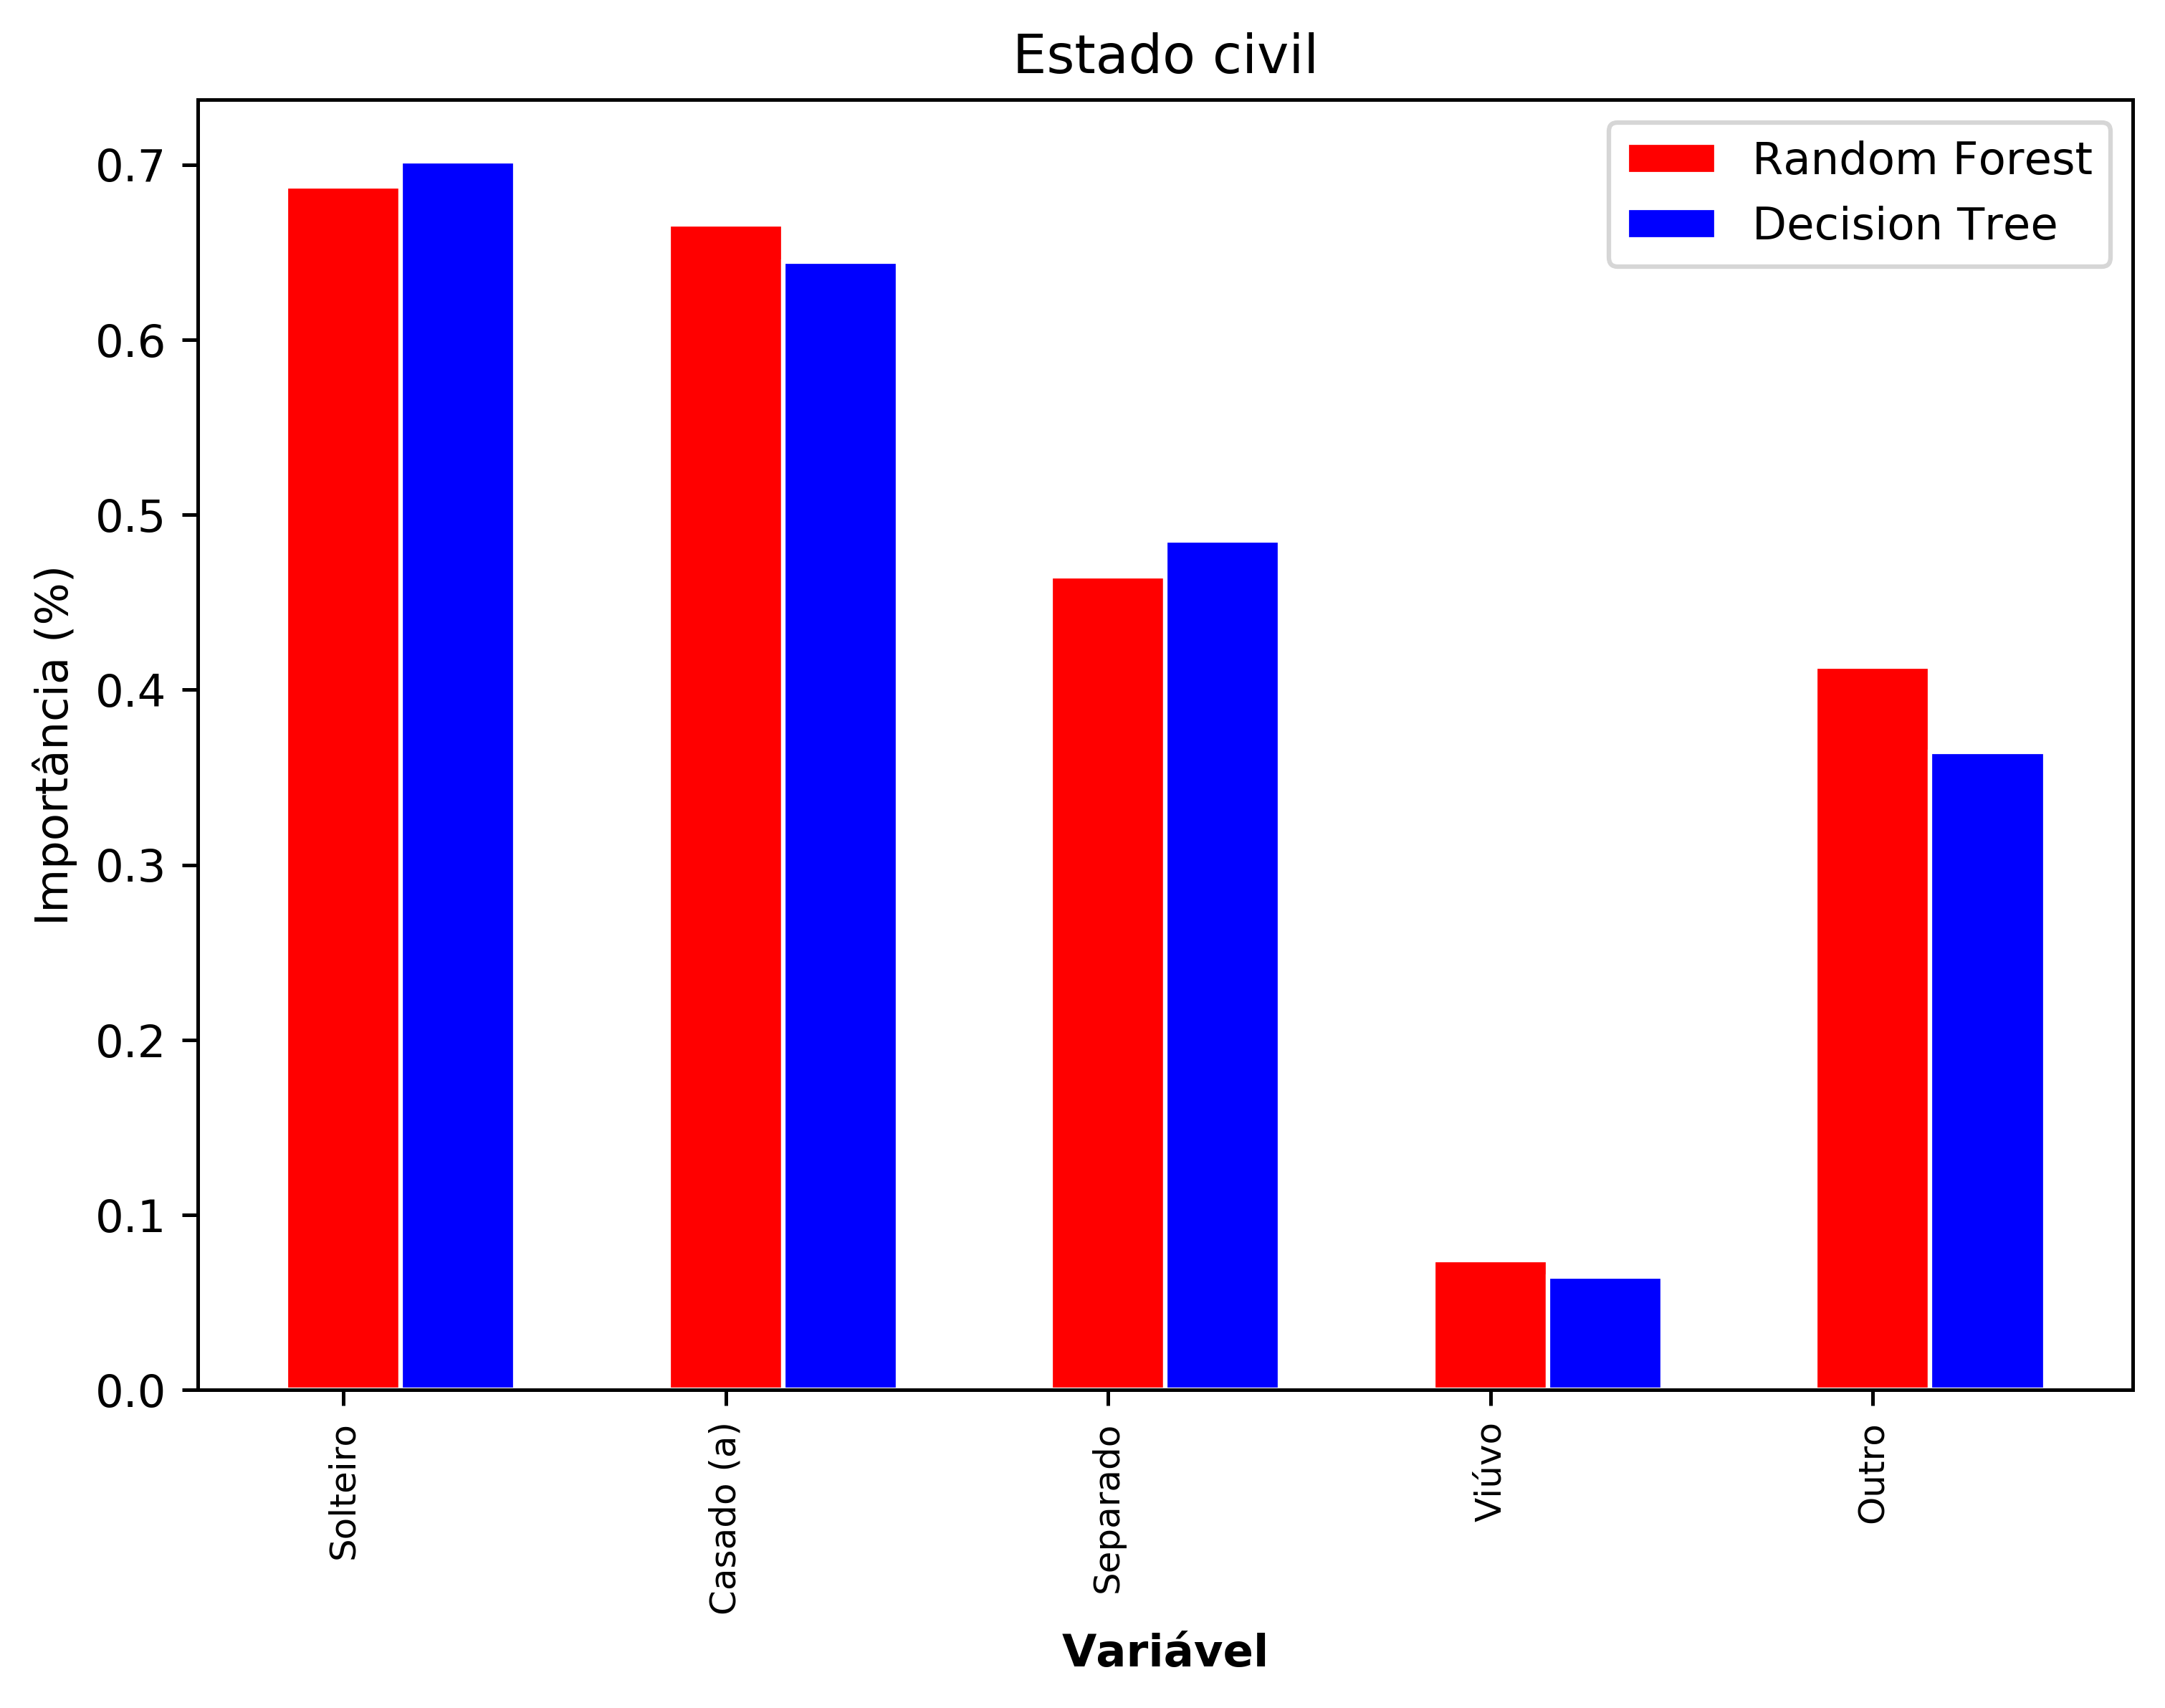 Estado civil
Random Forest
Decision Tree
Importância (%)
0.7
0.6
0.5
0.4
0.3
0.2
0.1
0.0
Solteiro
Casado (a)
Separado
Viúvo
Outro
Variável